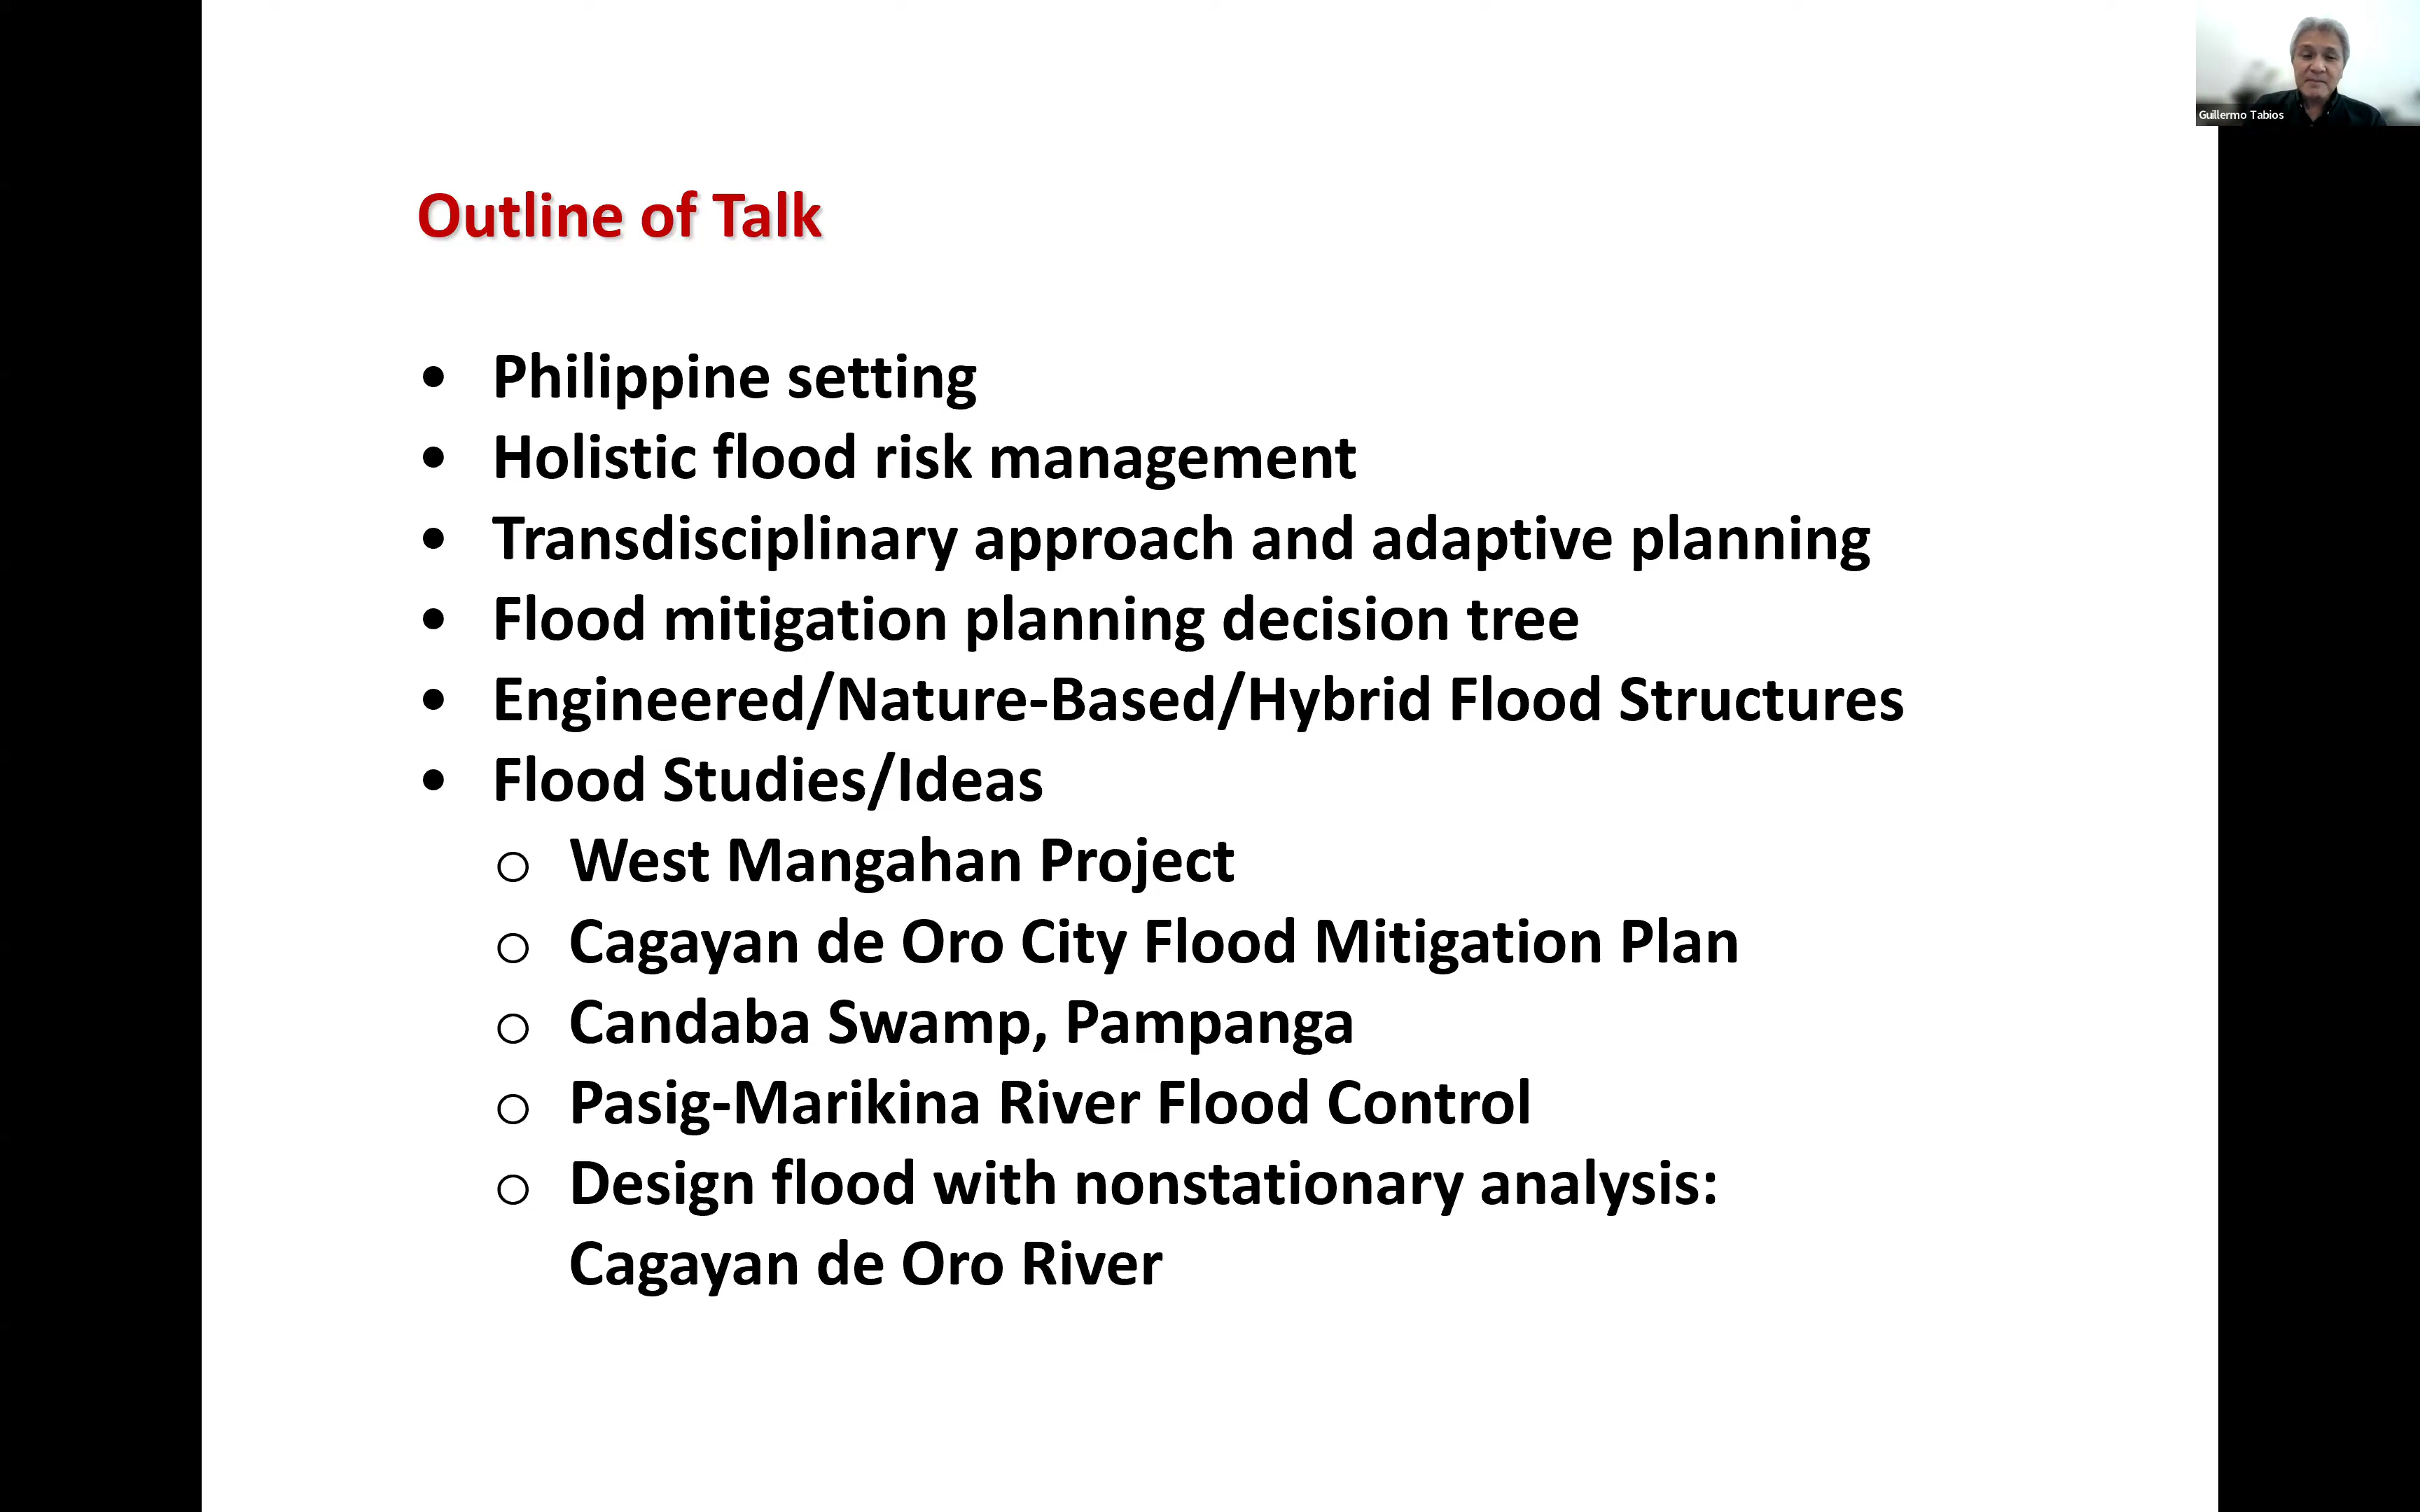 Guillermo Tabios
Outline of Talk
• Philippine setting
• Holistic flood risk management
• Transdisciplinary approach and adaptive planning
• Flood mitigation planning decision tree
• Engineered/Nature-Based/Hybrid Flood Structures
• Flood Studies/Ideas
○ West Mangahan Project
○ Cagayan de Oro City Flood Mitigation Plan
○ Candaba Swamp, Pampanga
○ Pasig-Marikina River Flood Control
○ Design flood with nonstationary analysis:
Cagayan de Oro River